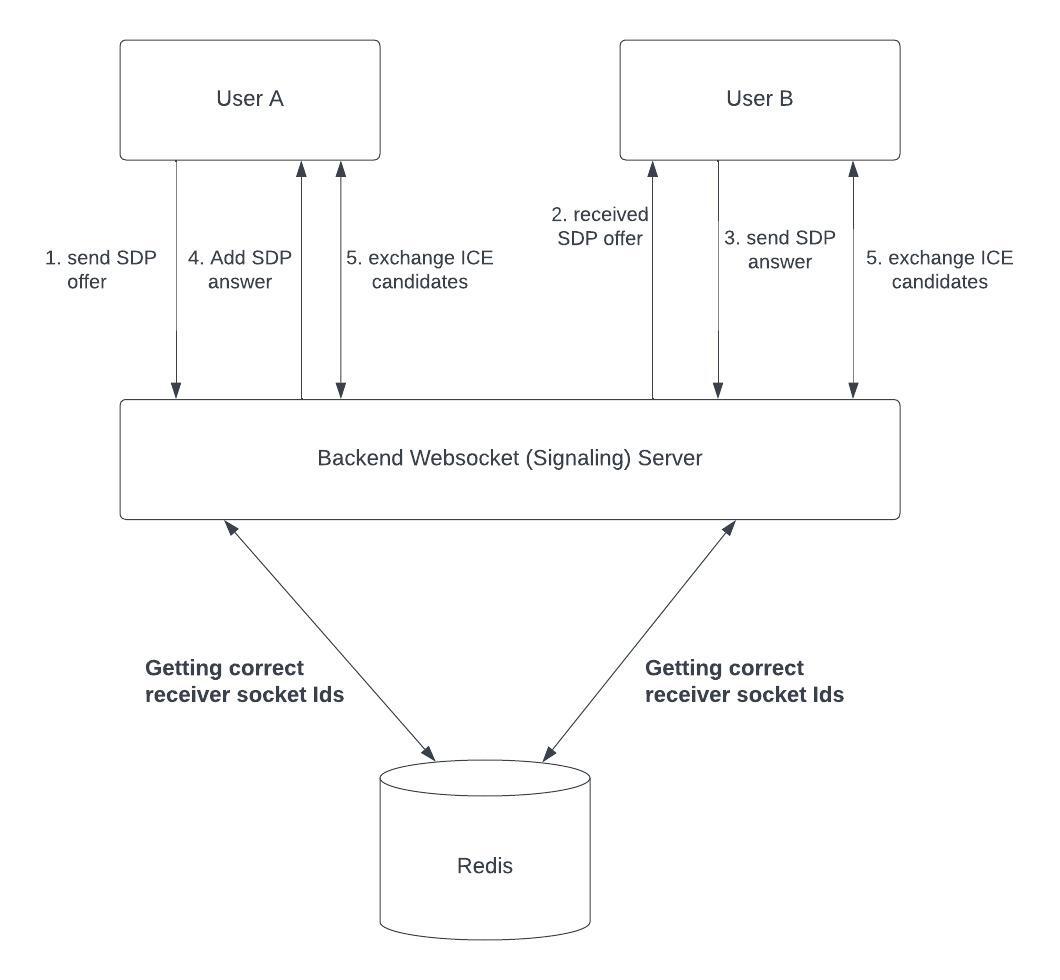 User A
User B
1. send SDP
offer
4. Add SDP
answer
5. exchange ICE
candidates
2. received
SDP offer
3. send SDP
answer
5. exchange ICE
candidates
Backend Websocket (Signaling) Server
Getting correct
receiver socket Ids
Getting correct
receiver socket Ids
Redis